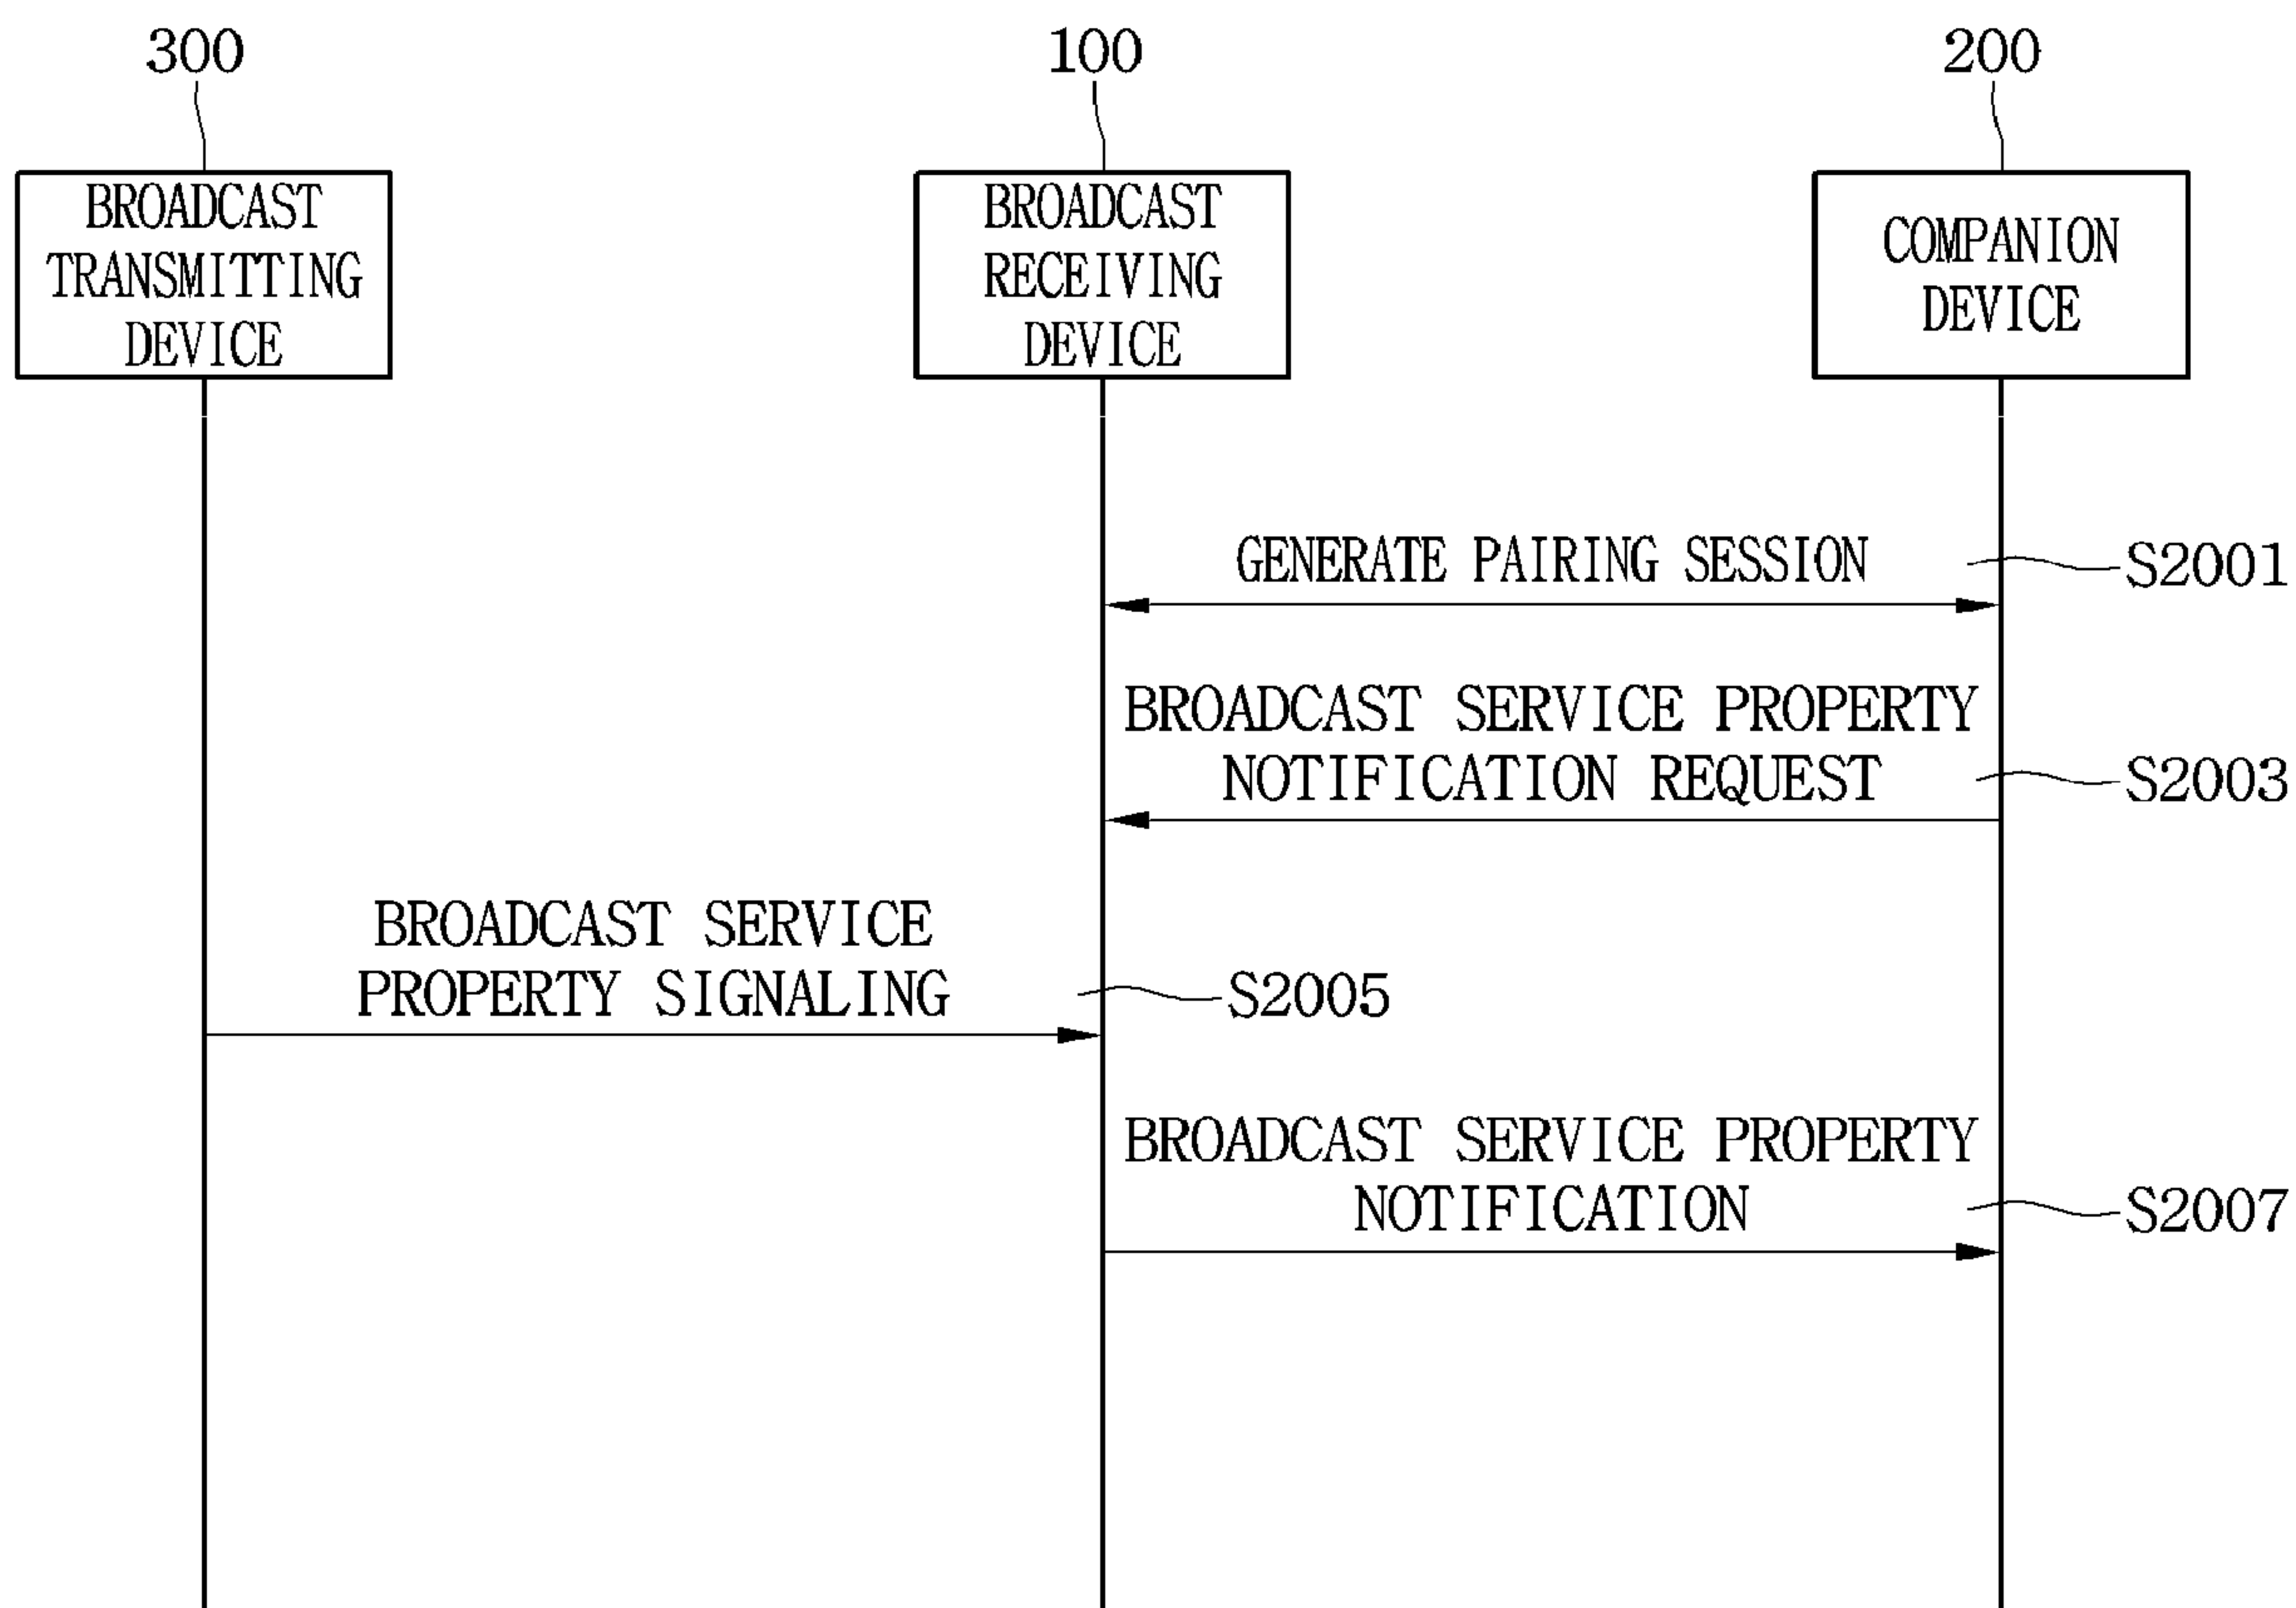 300
100
200
BROADCAST
TRANSMITTING
DEVICE
BROADCAST
RECEIVING
DEVICE
COMPANION
DEVICE
GENERATE PAIRING SESSION
S2001
BROADCAST SERVICE PROPERTY
NOTIFICATION REQUEST
S2003
BROADCAST SERVICE
PROPERTY SIGNALING
S2005
BROADCAST SERVICE PROPERTY
NOTIFICATION
S2007